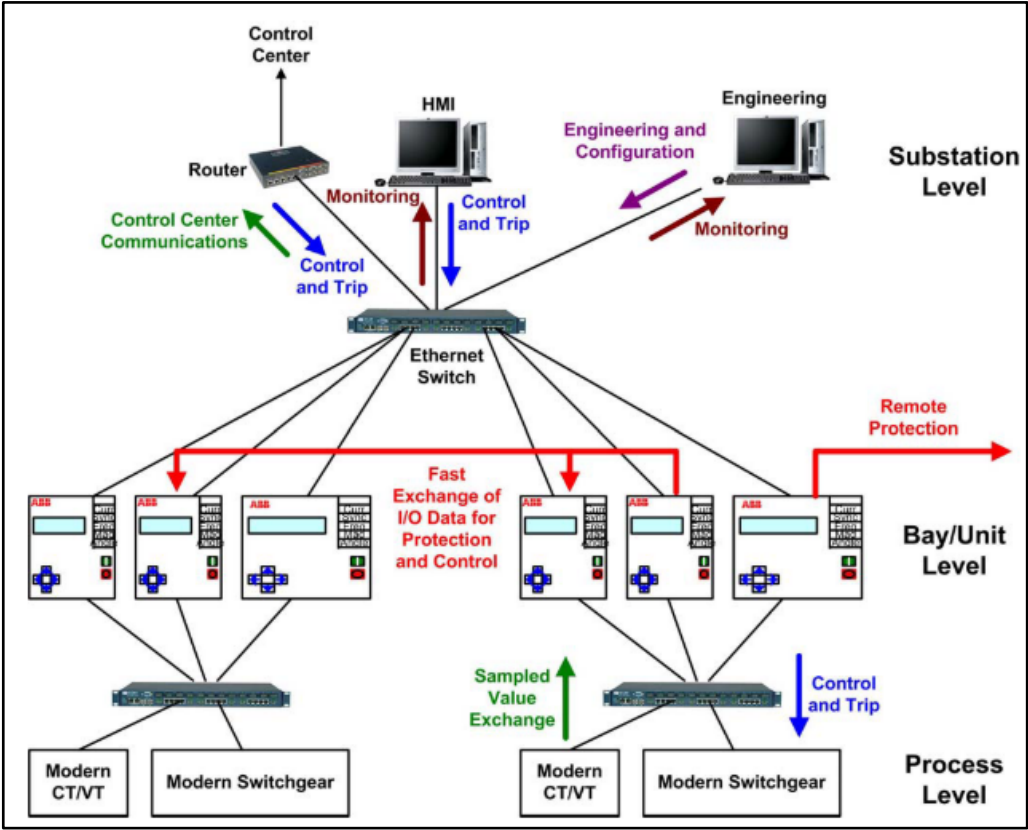 Control
Center
HMI
Engineering
Router
Engineering and
Configuration
Substation
Level
Monitoring
Control
and Trip
Monitoring
Control Center
Communications
Control
and Trip
Ethernet
Switch
Remote
Protection
Fast
Exchange of
I/O Data for
Protection
and Control
ABB
ABB
ABB
ABB
ABB
ABB
Bay/Unit
Level
Sampled
Value
Exchange
Control
and Trip
Modern
CT/VT
Modern Switchgear
Modern
CT/VT
Modern Switchgear
Process
Level